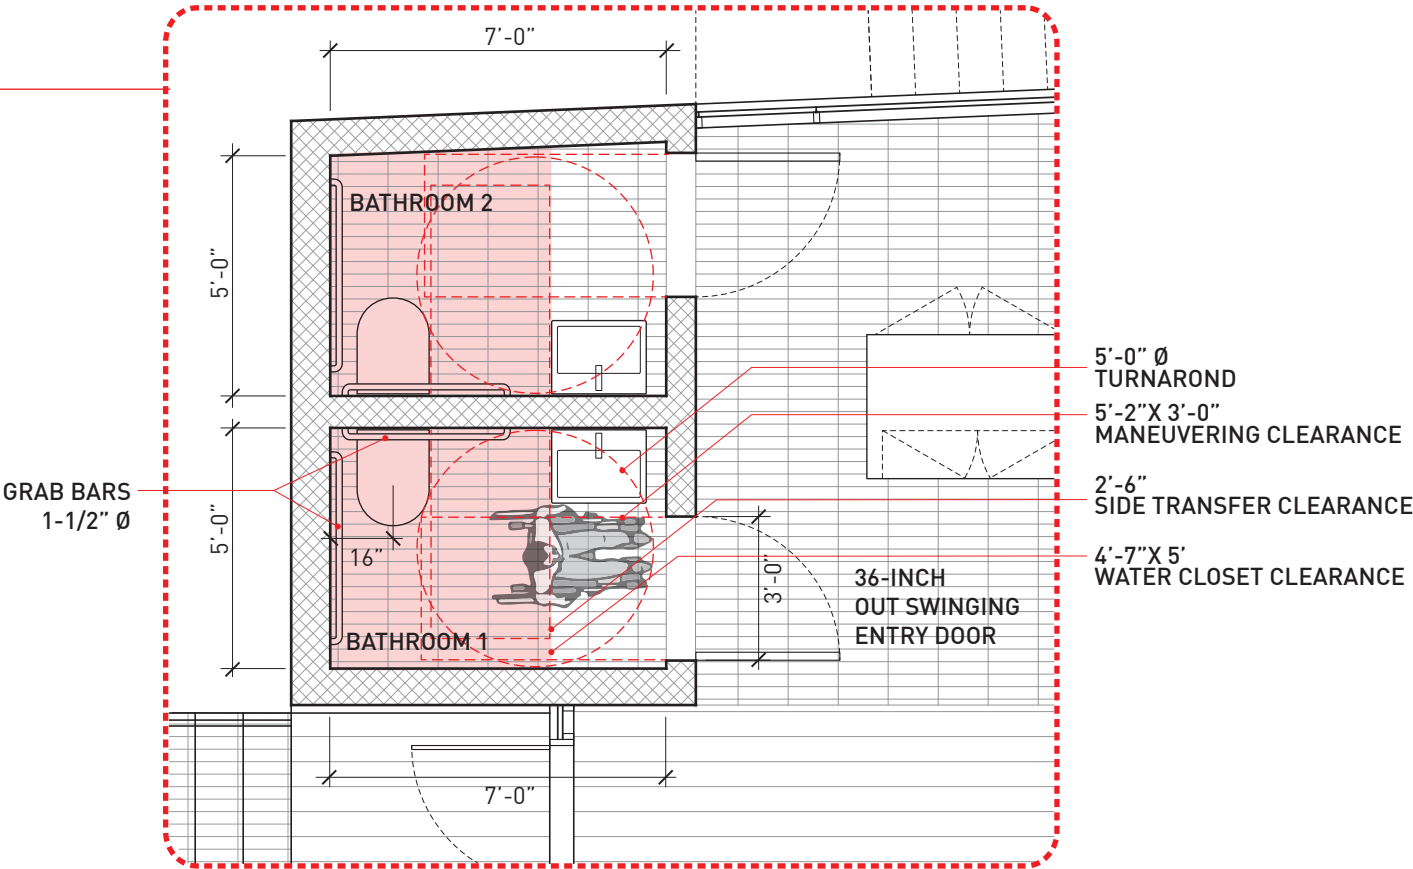 7’-0”
BATHROOM 2
5’-0”
5’-0” Ø
TURNAROND
5’-2”X 3’-0”
MANEUVERING CLEARANCE
2’-6”
SIDE TRANSFER CLEARANCE
4’-7”X 5’
WATER CLOSET CLEARANCE
GRAB BARS
1-1/2” Ø
5’-0”
16”
BATHROOM 1
3’-0”
36-INCH
OUT SWINGING
ENTRY DOOR
7’-0”